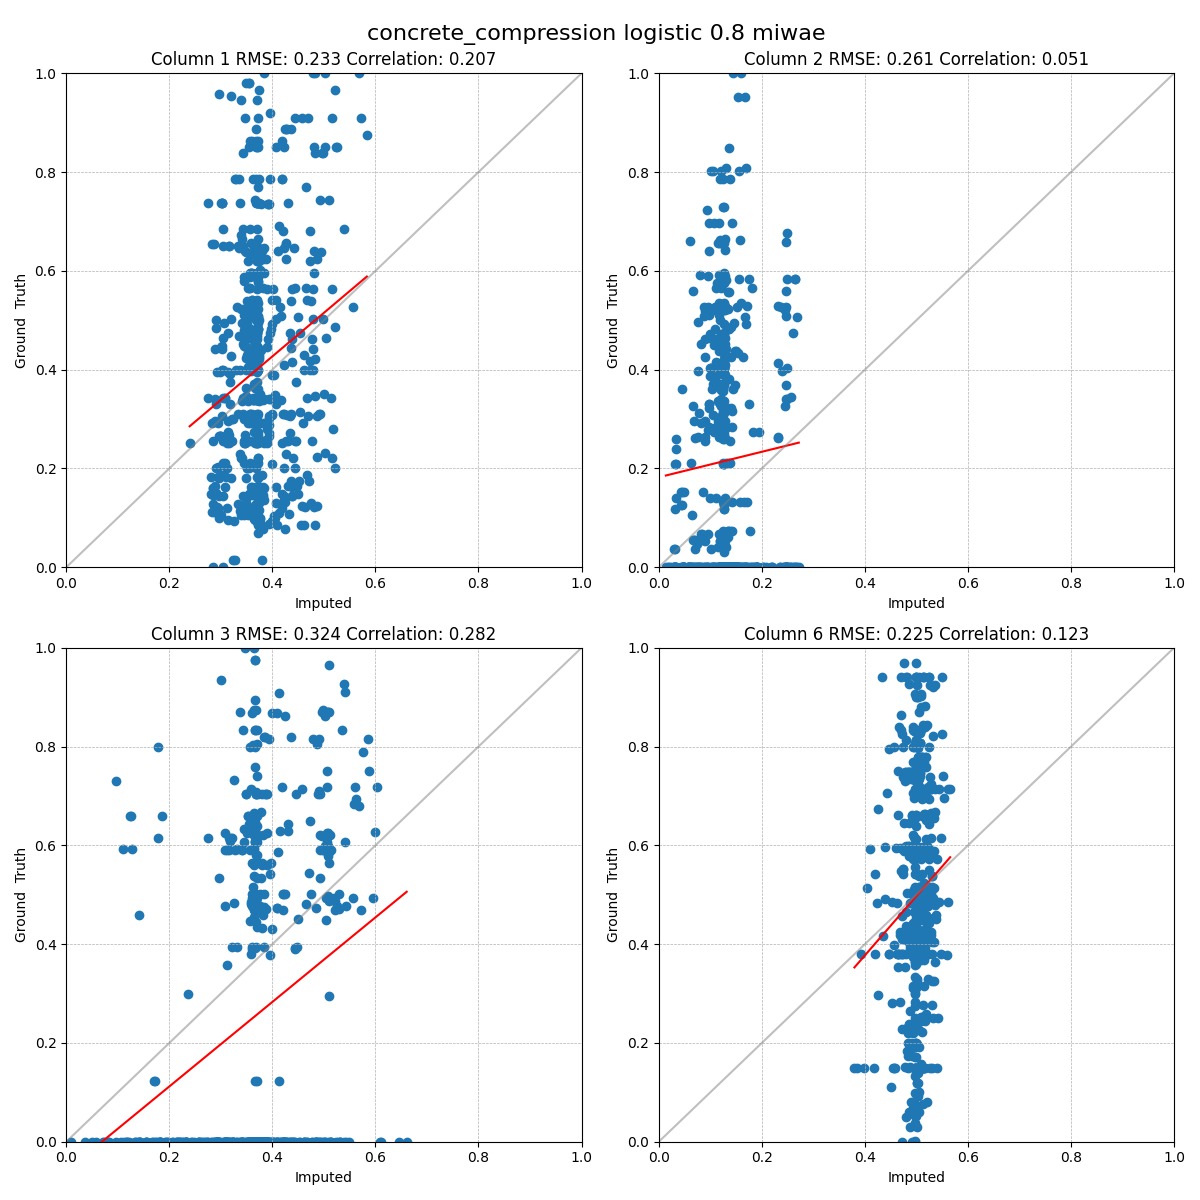 concrete_compression logistic 0.8 miwae
Column 1 RMSE: 0.233 Correlation: 0.207
1.0
0.8
0.6
0.4
0.2
0.0
Ground Truth
0.0 0.2 0.4 0.6 0.8 1.0
Imputed
Column 2 RMSE: 0.261 Correlation: 0.051
1.0
0.8
0.6
0.4
0.2
0.0
Ground Truth
0.0 0.2 0.4 0.6 0.8 1.0
Imputed
Column 3 RMSE: 0.324 Correlation: 0.282
1.0
0.8
0.6
0.4
0.2
0.0
Ground Truth
0.0 0.2 0.4 0.6 0.8 1.0
Imputed
Column 6 RMSE: 0.225 Correlation: 0.123
1.0
0.8
0.6
0.4
0.2
0.0
Ground Truth
0.0 0.2 0.4 0.6 0.8 1.0
Imputed